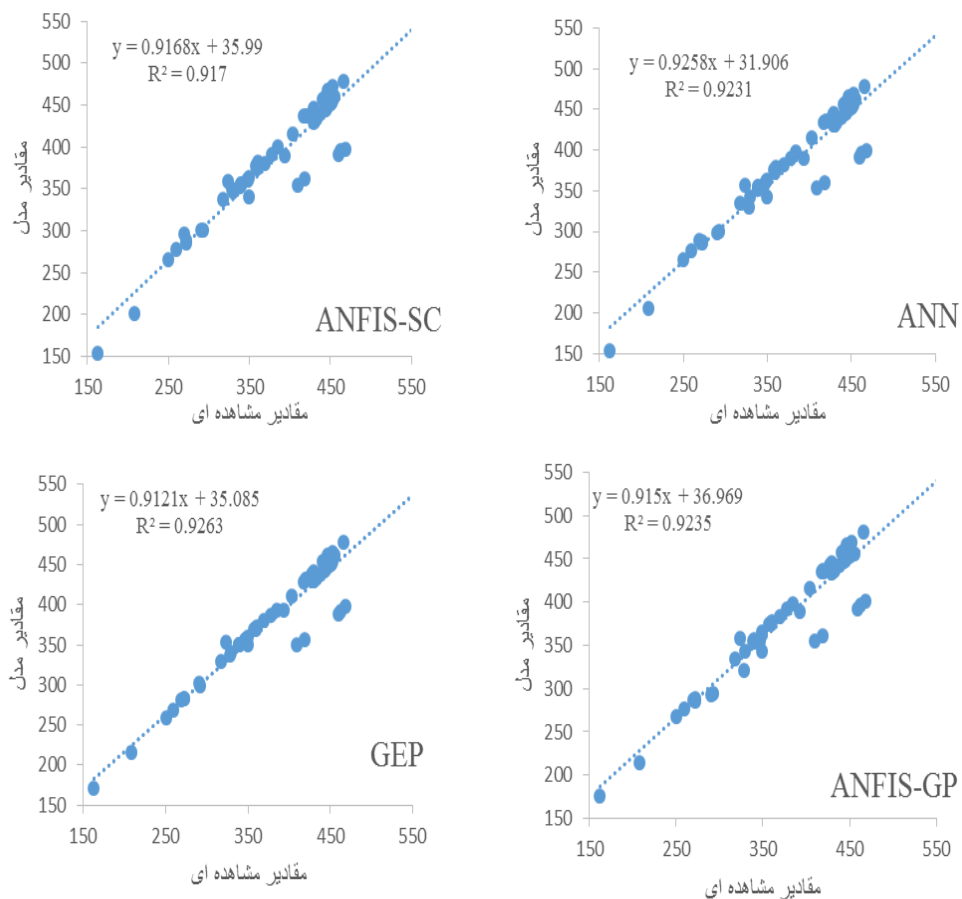 550
500
450
400
350
300
250
200
150
y = 0.9168x + 35.99
R² = 0.917
مقادیر مدل
ANFIS-SC
150 250 350 450 550
مقادیر مشاهده ای
550
500
450
400
350
300
250
200
150
y = 0.9258x + 31.906
R² = 0.9231
مقادیر مدل
ANN
150 250 350 450 550
مقادیر مشاهده ای
550
500
450
400
350
300
250
200
150
y = 0.9121x + 35.085
R² = 0.9263
مقادیر مدل
GEP
150 250 350 450 550
مقادیر مشاهده ای
550
500
450
400
350
300
250
200
150
y = 0.915x + 36.969
R² = 0.9235
مقادیر مدل
ANFIS-GP
150 250 350 450 550
مقادیر مشاهده ای